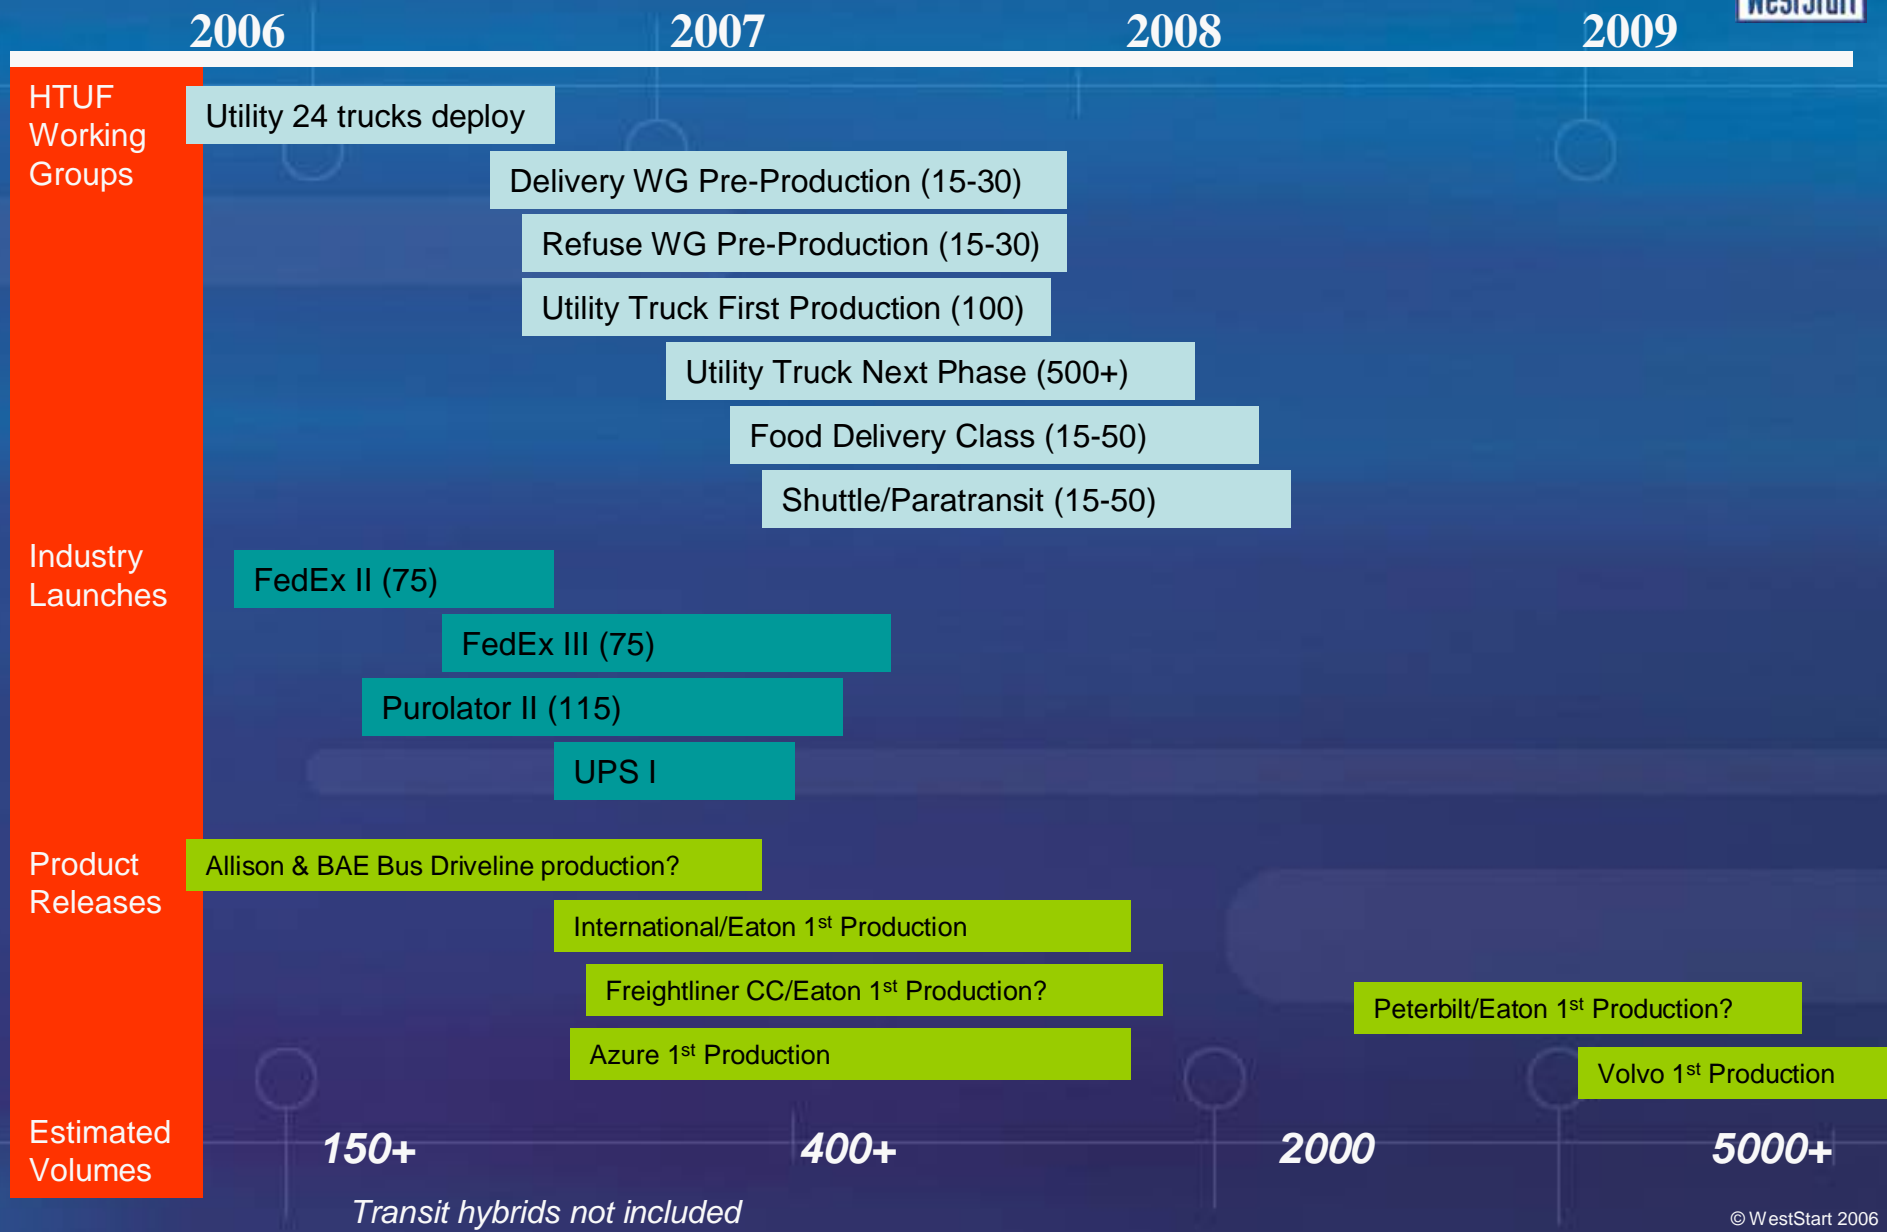 2006 2007 2008 2009
WestStart
HTUF
Working
Groups
Utility 24 trucks deploy
Delivery WG Pre-Production (15-30)
Refuse WG Pre-Production (15-30)
Utility Truck First Production (100)
Utility Truck Next Phase (500+)
Food Delivery Class (15-50)
Shuttle/Paratransit (15-50)
Industry
Launches
FedEx II (75)
FedEx III (75)
Purolator II (115)
UPS I
Product
Releases
Allison & BAE Bus Driveline production?
International/Eaton 1st Production
Freightliner CC/Eaton 1st Production?
Peterbilt/Eaton 1st Production?
Azure 1st Production
Volvo 1st Production
Estimated
Volumes
150+ 400+ 2000 5000+
Transit hybrids not included
© WestStart 2006